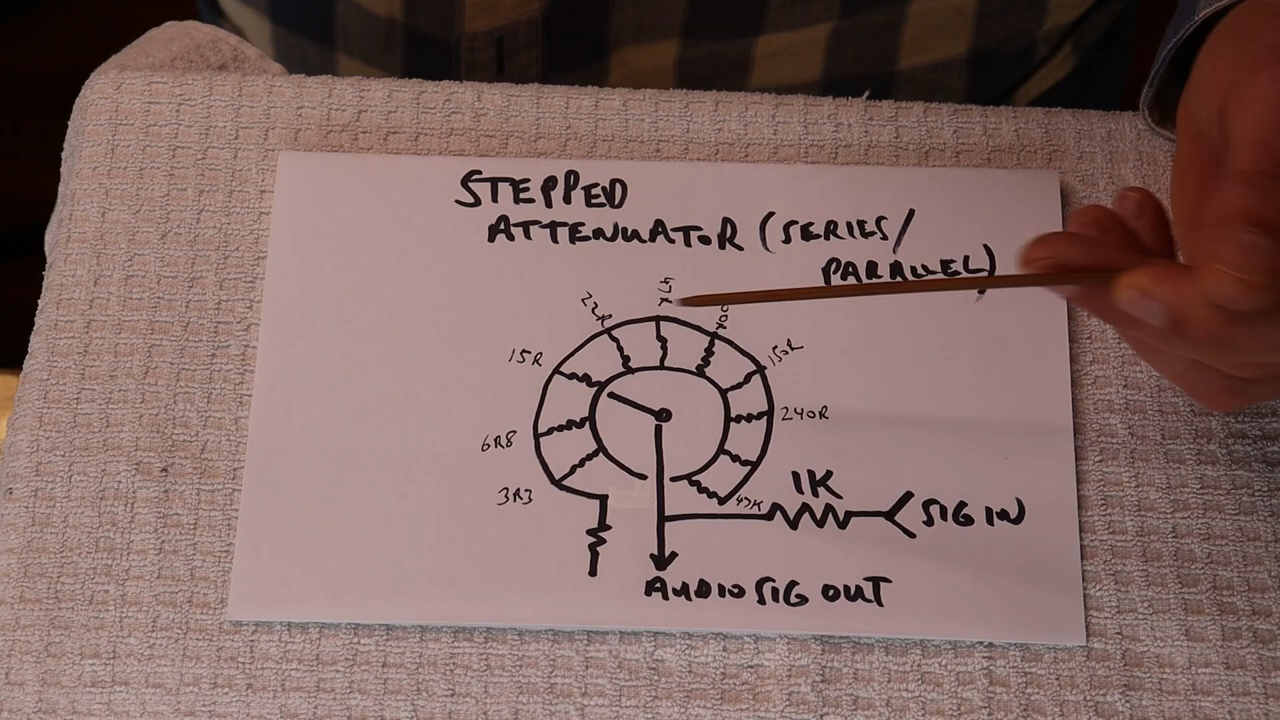 STEPPED
ATTENUATOR (SERIES/
PARALLEL)
22R
15R
150R
6R8
240R
3R3
47K
1K
SIG IN
AUDIO SIG OUT